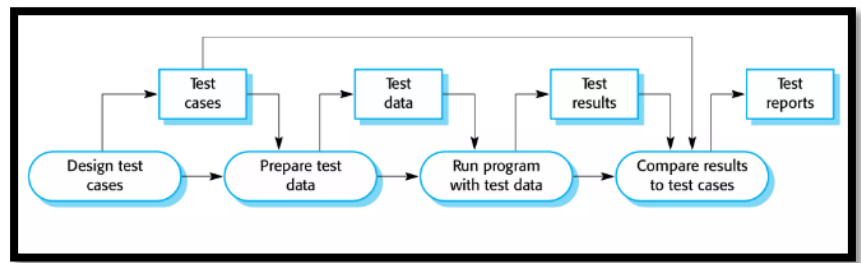 Test
cases
Test
data
Test
results
Test
reports
Design test
cases
Prepare test
data
Run program
with test data
Compare results
to test cases